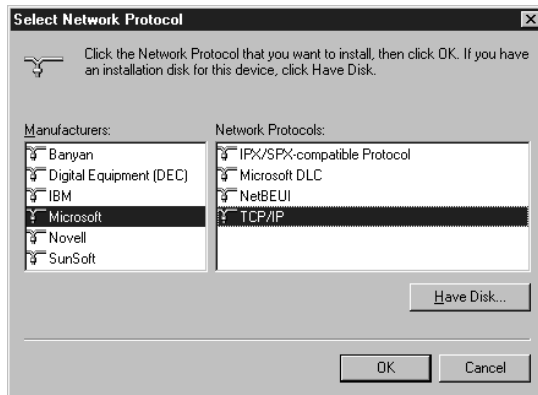 Select Network Protocol
Click the Network Protocol that you want to install, then click OK. If you have
an installation disk for this device, click Have Disk.
Manufacturers:
Network Protocols:
Banyan
Digital Equipment (DEC)
IBM
Microsoft
Novell
SunSoft
IPX/SPX-compatible Protocol
Microsoft DLC
NetBEUI
TCP/IP
Have Disk...
OK
Cancel